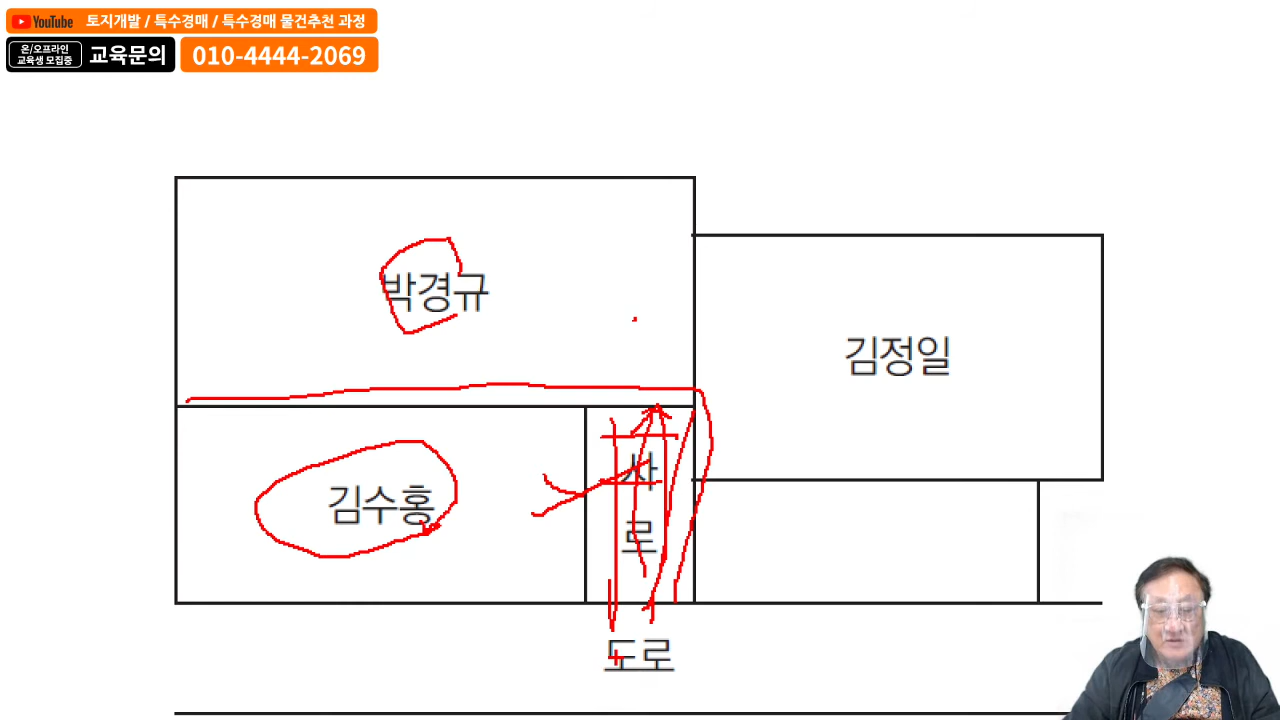 YouTube 토지개발 / 특수경매 / 특수경매 물건추천 과정
온/오프라인
교육생 모집중
교육문의 010-4444-2069
박경규
김정일
김수홍
사
로
도로